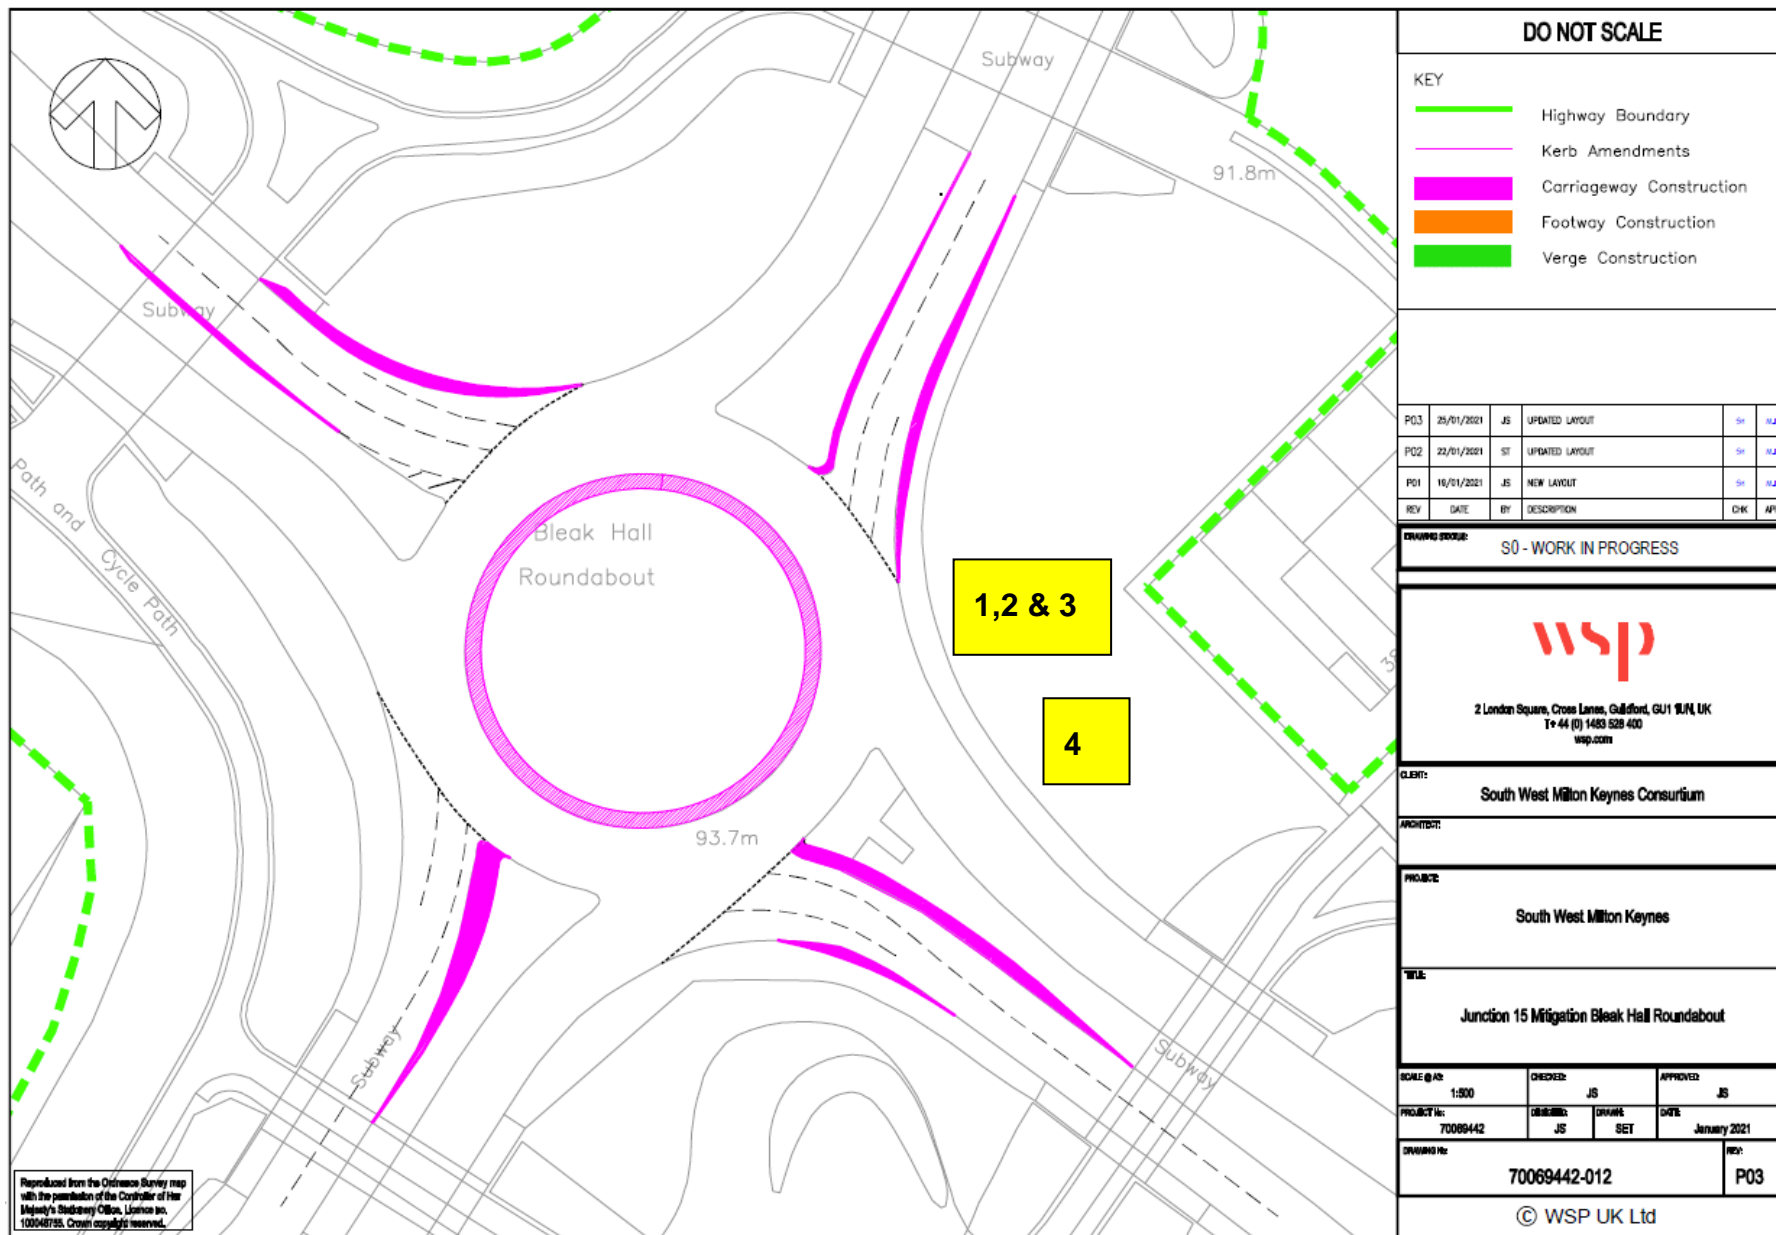 Subway
91.8m
Subway
Path and Cycle Path
Bleak Hall
Roundabout
1,2 & 3
4
93.7m
Subway
Subway
Reproduced from the Ordnance Survey map
with the permission of the Controller of Her
Majesty's Stationery Office. Licence no.
100048755. Crown copyright reserved.
DO NOT SCALE
KEY
Highway Boundary
Kerb Amendments
Carriageway Construction
Footway Construction
Verge Construction
P03 25/01/2021 JS UPDATED LAYOUT
P02 22/01/2021 ST UPDATED LAYOUT
P01 19/01/2021 JS NEW LAYOUT
REV DATE BY DESCRIPTION CHK
DRAWING STATUS:
S0 - WORK IN PROGRESS
wsp
2 London Square, Cross Lanes, Guildford, GU1 1UN, UK
T+ 44 (0) 1483 528 400
wsp.com
CLIENT:
South West Milton Keynes Consurtium
ARCHITECT:
PROJECT:
South West Milton Keynes
TITLE:
Junction 15 Mitigation Bleak Hall Roundabout
SCALE @ A3: CHECKED: APPROVED:
1:500 JS JS
PROJECT No: DESIGNED: DRAWN: DATE:
70069442 JS SET January 2021
DRAWING No: REV:
70069442-012 P03
© WSP UK Ltd